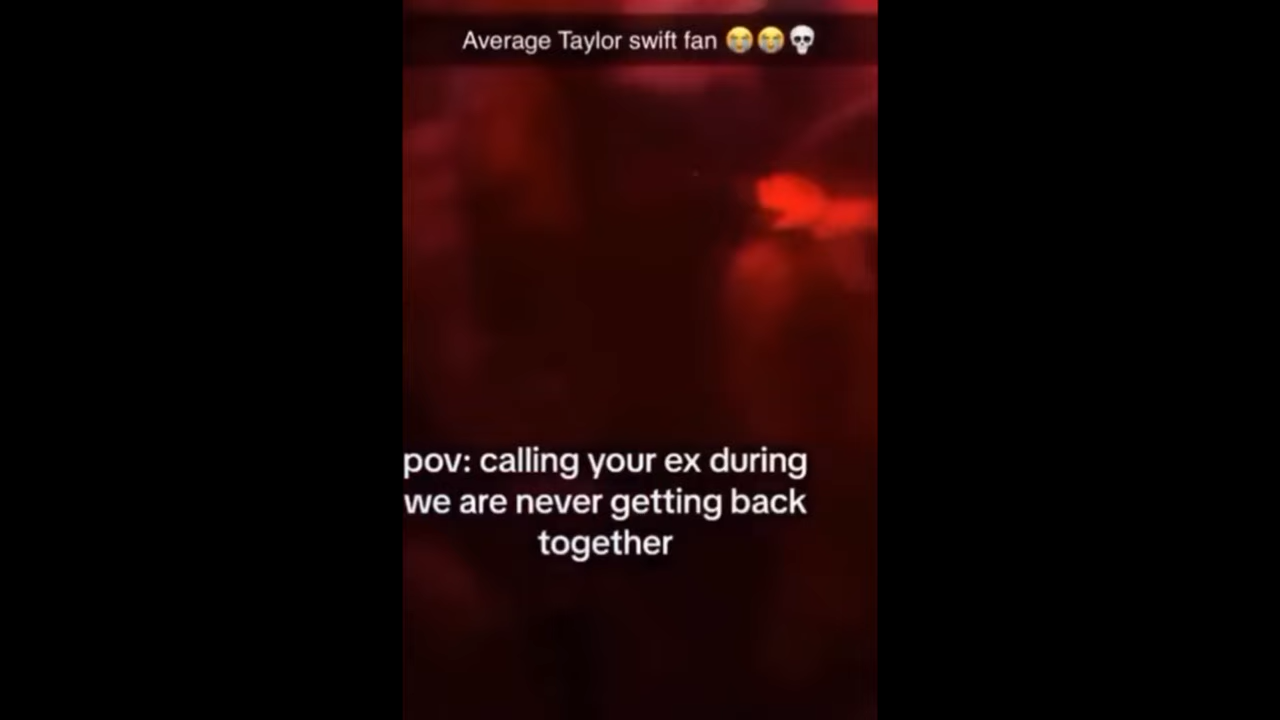 Average Taylor swift fan 😭😭💀
pov: calling your ex during
we are never getting back
together